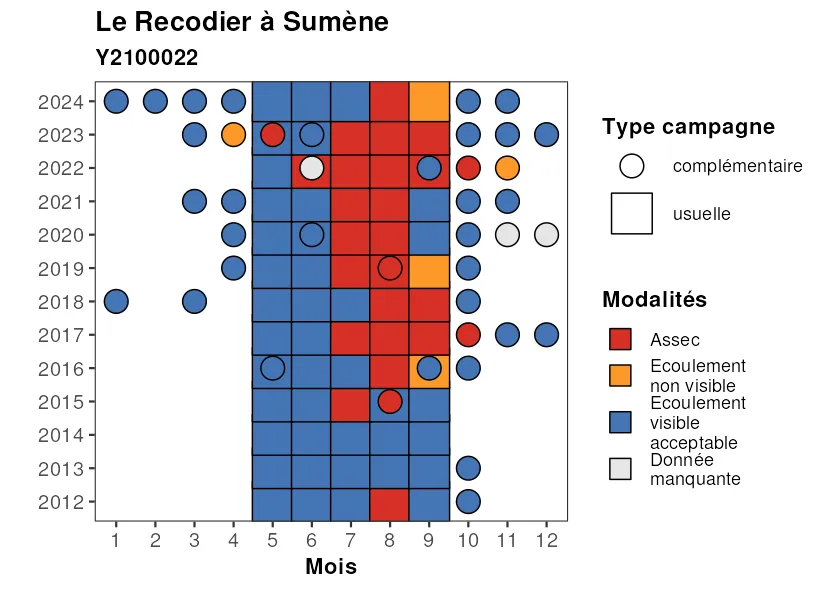 Le Recodier à Sumène
Y2100022
2024
2023
2022
2021
2020
2019
2018
2017
2016
2015
2014
2013
2012
1 2 3 4 5 6 7 8 9 10 11 12
Mois
Type campagne
complémentaire
usuelle
Modalités
Assec
Ecoulement
non visible
Ecoulement
visible
acceptable
Donnée
manquante